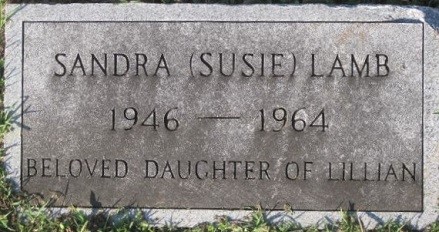 SANDRA (SUSIE) LAMB
1946 — 1964
BELOVED DAUGHTER OF LILLIAN